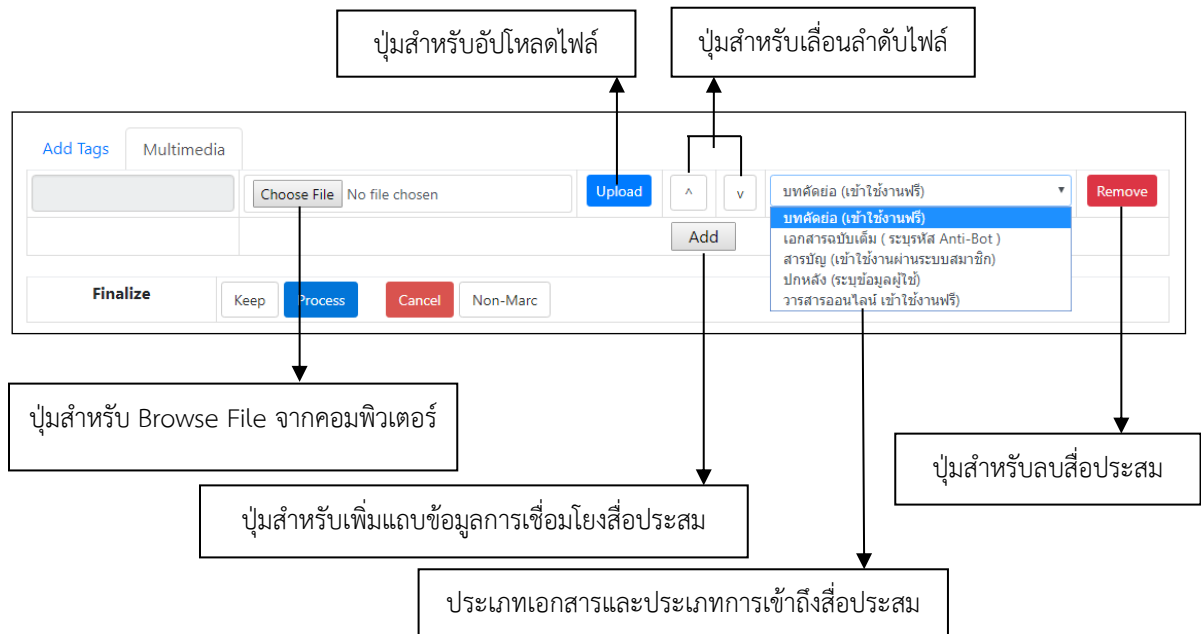 ปุ่มสำหรับอัปโหลดไฟล์
ปุ่มสำหรับเลื่อนลำดับไฟล์
Add Tags
Multimedia
Choose File No file chosen
Upload
^
v
บทคัดย่อ (เข้าใช้งานฟรี)
Remove
บทคัดย่อ (เข้าใช้งานฟรี)
เอกสารฉบับเต็ม ( ระบุรหัส Anti-Bot )
สารบัญ (เข้าใช้งานผ่านระบบสมาชิก)
ปกหลัง (ระบุข้อมูลผู้ใช้)
วารสารออนไลน์ เข้าใช้งานฟรี)
Add
Finalize
Keep
Process
Cancel
Non-Marc
ปุ่มสำหรับ Browse File จากคอมพิวเตอร์
ปุ่มสำหรับลบสื่อประสม
ปุ่มสำหรับเพิ่มแถบข้อมูลการเชื่อมโยงสื่อประสม
ประเภทเอกสารและประเภทการเข้าถึงสื่อประสม